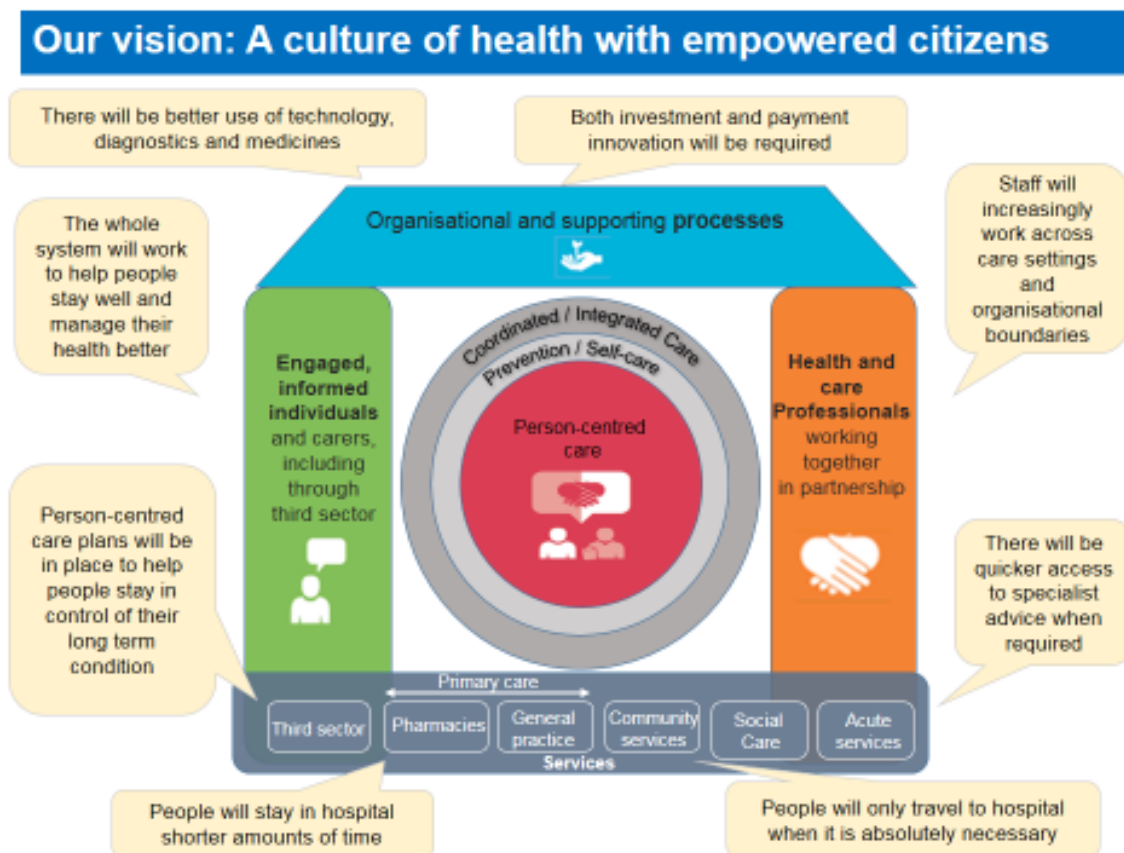 Our vision: A culture of health with empowered citizens
There will be better use of technology,
diagnostics and medicines
Both investment and payment
innovation will be required
The whole
system will work
to help people
stay well and
manage their
health better
Organisational and supporting processes
Staff will
increasingly
work across
care settings
and
organisational
boundaries
Engaged,
informed
individuals
and carers,
including
through
third sector
Coordinated / Integrated Care
Prevention / Self-care
Person-centred
care
Health and
care
Professionals
working
together
in partnership
Person-centred
care plans will be
in place to help
people stay in
control of their
long term
condition
There will be
quicker access
to specialist
advice when
required
Primary care
Third sector
Pharmacies
General
practice
Community
services
Social
Care
Acute
services
Services
People will stay in hospital
shorter amounts of time
People will only travel to hospital
when it is absolutely necessary